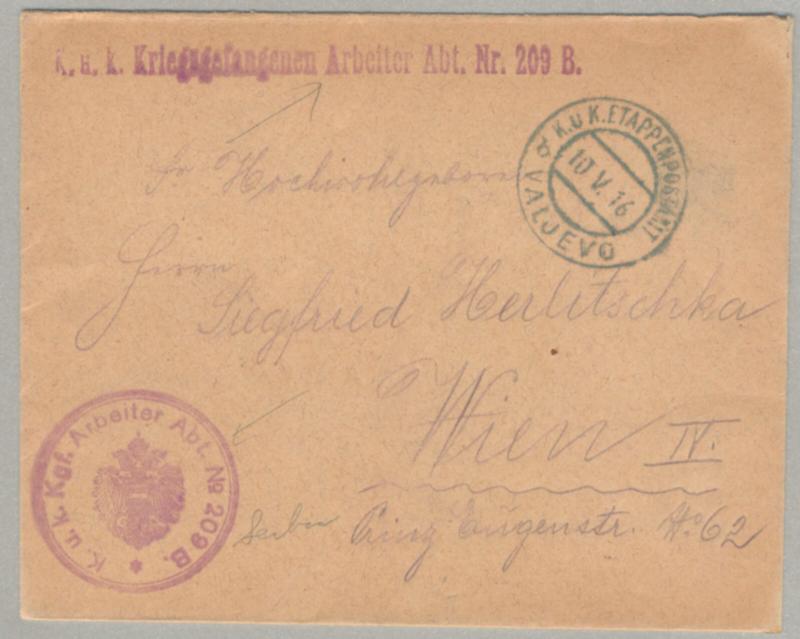 K. u. k. Kriegsgefangenen Arbeiter Abt. Nr. 209 B.
K.u K. ETAPPENPOSTAMT
10 V. 16
VALJEVO
Hochwohlgeboren
Herrn
Siegfried Herlitschka
Wien IV.
Prinz Eugenstr. No 62
K. u. k. Kgf. Arbeiter Abt. No 209 B.